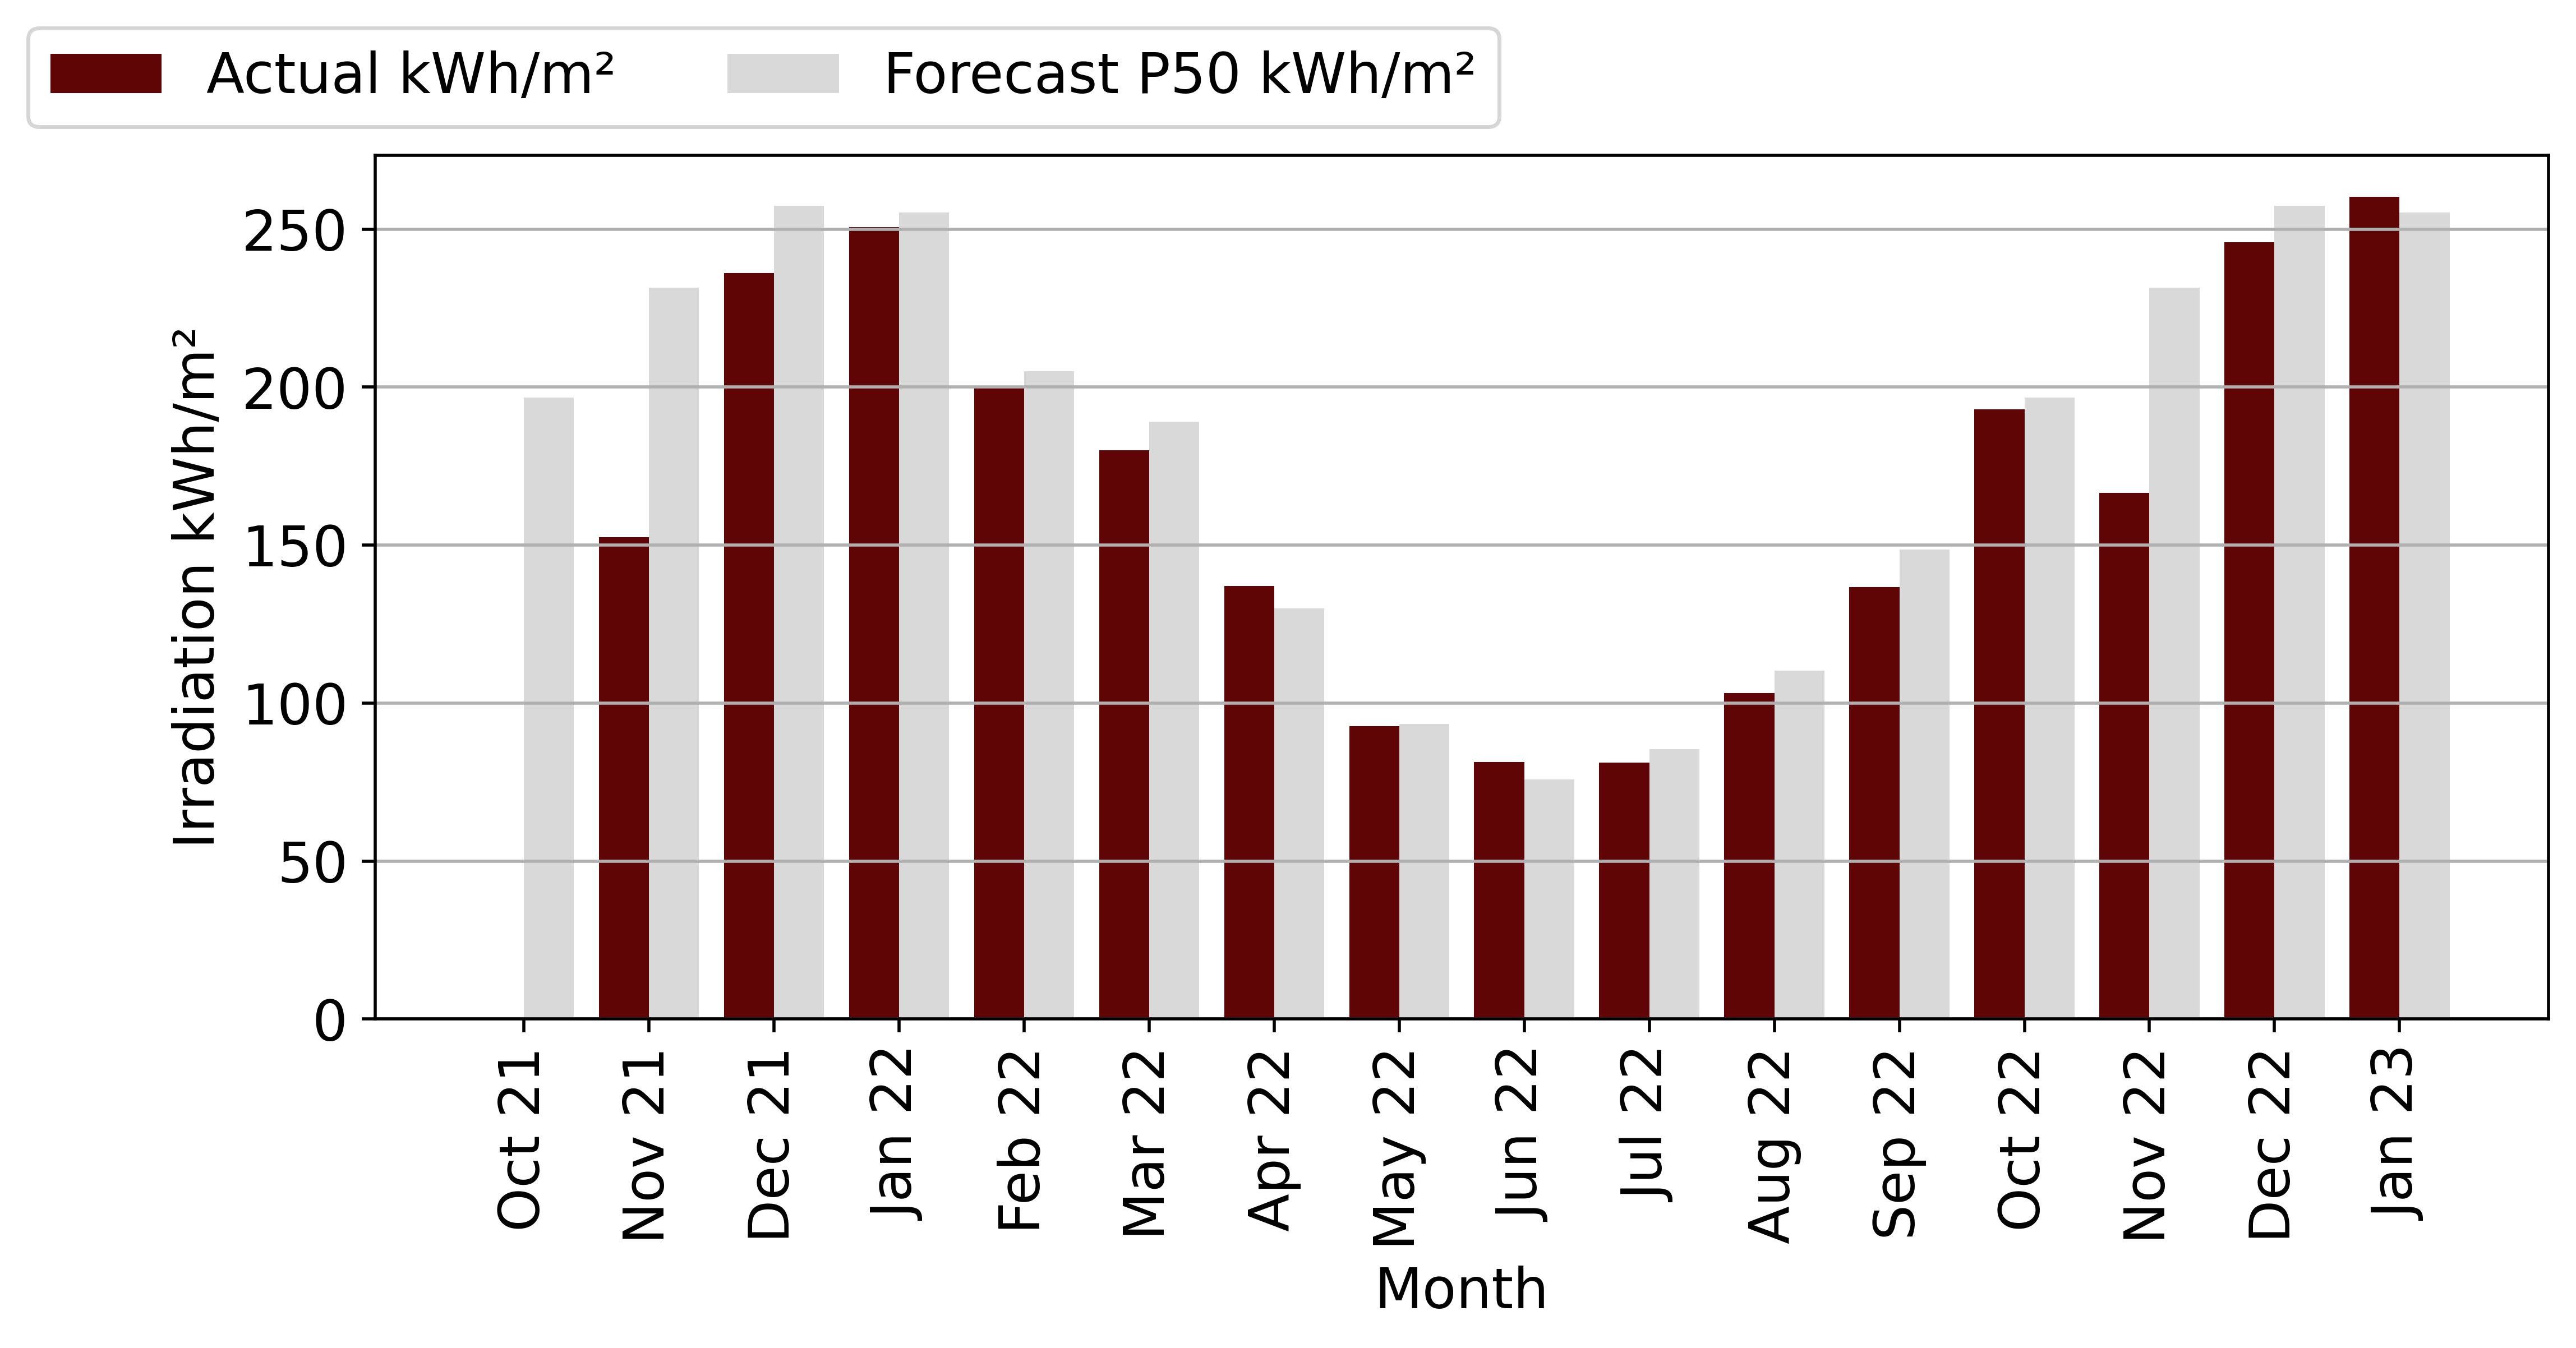 Actual kWh/m²
Forecast P50 kWh/m²
Irradiation kWh/m²
250
200
150
100
50
0
Oct 21
Nov 21
Dec 21
Jan 22
Feb 22
Mar 22
Apr 22
May 22
Jun 22
Jul 22
Aug 22
Sep 22
Oct 22
Nov 22
Dec 22
Jan 23
Month